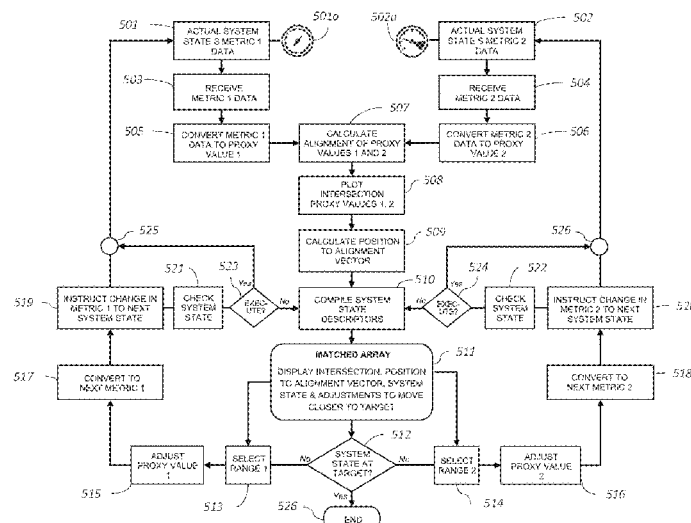 501
ACTUAL SYSTEM
STATE S METRIC 1
DATA
501a
502a
ACTUAL SYSTEM
STATE S METRIC 2
DATA
502
503
RECEIVE
METRIC 1 DATA
RECEIVE
METRIC 2 DATA
504
505
CONVERT METRIC 1
DATA TO PROXY
VALUE 1
507
CALCULATE
ALIGNMENT OF PROXY
VALUES 1 AND 2
CONVERT METRIC 2
DATA TO PROXY
VALUE 2
506
PLOT
INTERSECTION
PROXY VALUES 1, 2
508
CALCULATE POSITION
TO ALIGNMENT
VECTOR
509
525
526
519
INSTRUCT CHANGE IN
METRIC 1 TO NEXT
SYSTEM STATE
521
CHECK
SYSTEM
STATE
523
EXEC-
UTE?
Yes
No
510
COMPILE SYSTEM
STATE
DESCRIPTORS
No
Yes
524
EXEC-
UTE?
522
CHECK
SYSTEM
STATE
INSTRUCT CHANGE IN
METRIC 2 TO NEXT
SYSTEM STATE
517
CONVERT TO
NEXT METRIC 1
MATCHED ARRAY
DISPLAY INTERSECTION, POSITION
TO ALIGNMENT VECTOR, SYSTEM
STATE & ADJUSTMENTS TO MOVE
CLOSER TO TARGET
511
CONVERT TO
NEXT METRIC 2
518
ADJUST
PROXY VALUE
1
515
SELECT
RANGE 1
513
No
SYSTEM
STATE AT
TARGET?
512
No
SELECT
RANGE 2
514
ADJUST
PROXY VALUE
2
516
Yes
526
END